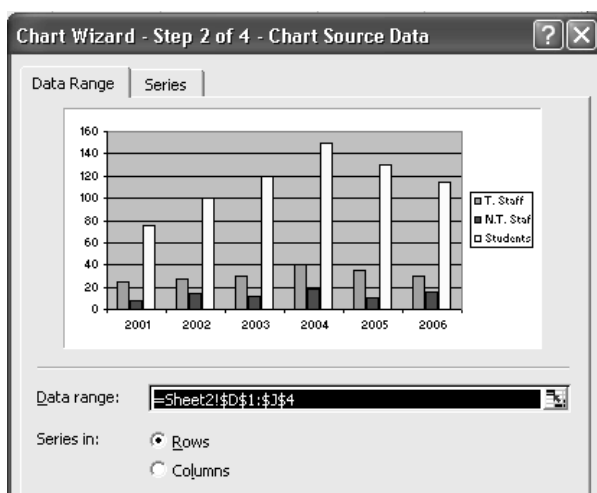 Chart Wizard - Step 2 of 4 - Chart Source Data
Data Range Series
160
140
120
100
80
60
40
20
0
2001 2002 2003 2004 2005 2006
T. Staff
N.T. Staf
Students
Data range: =Sheet2!$D$1:$J$4
Series in: Rows
Columns